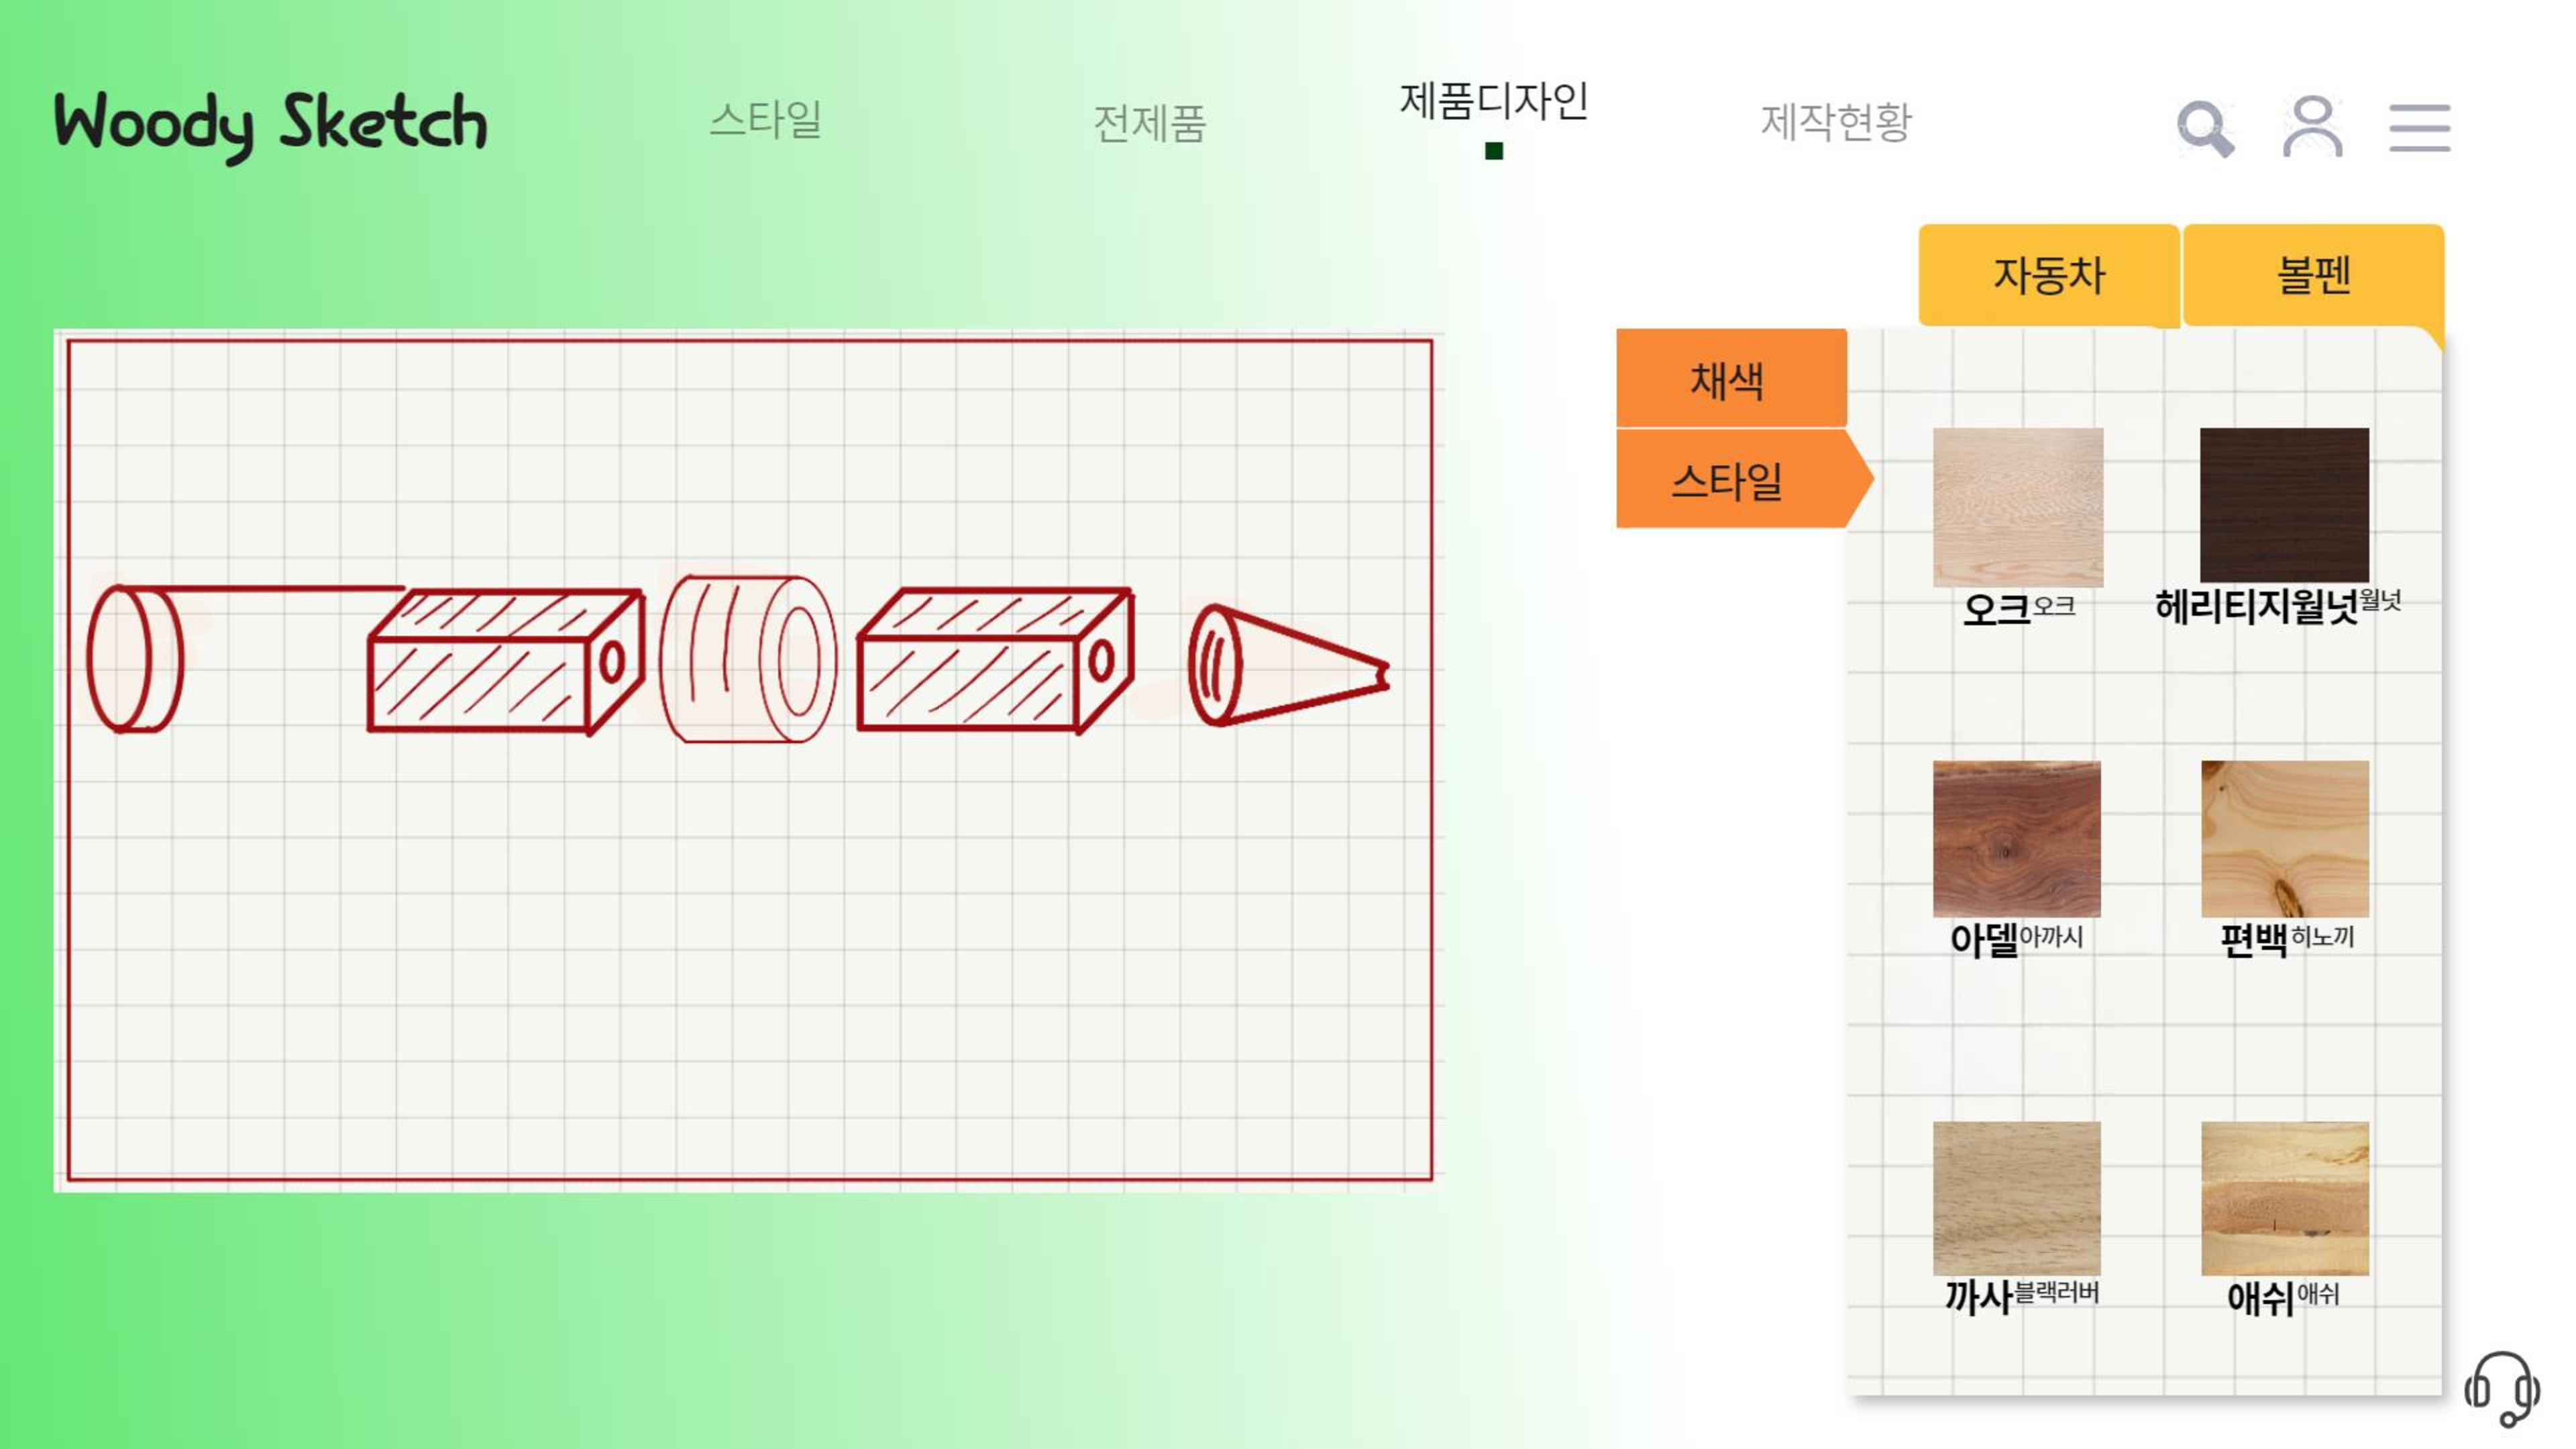 Woody Sketch
스타일
전제품
제품디자인
제작현황
자동차
볼펜
채색
스타일
오크오크
헤리티지월넛월넛
아델아까시
편백히노끼
까사블랙러버
애쉬애쉬